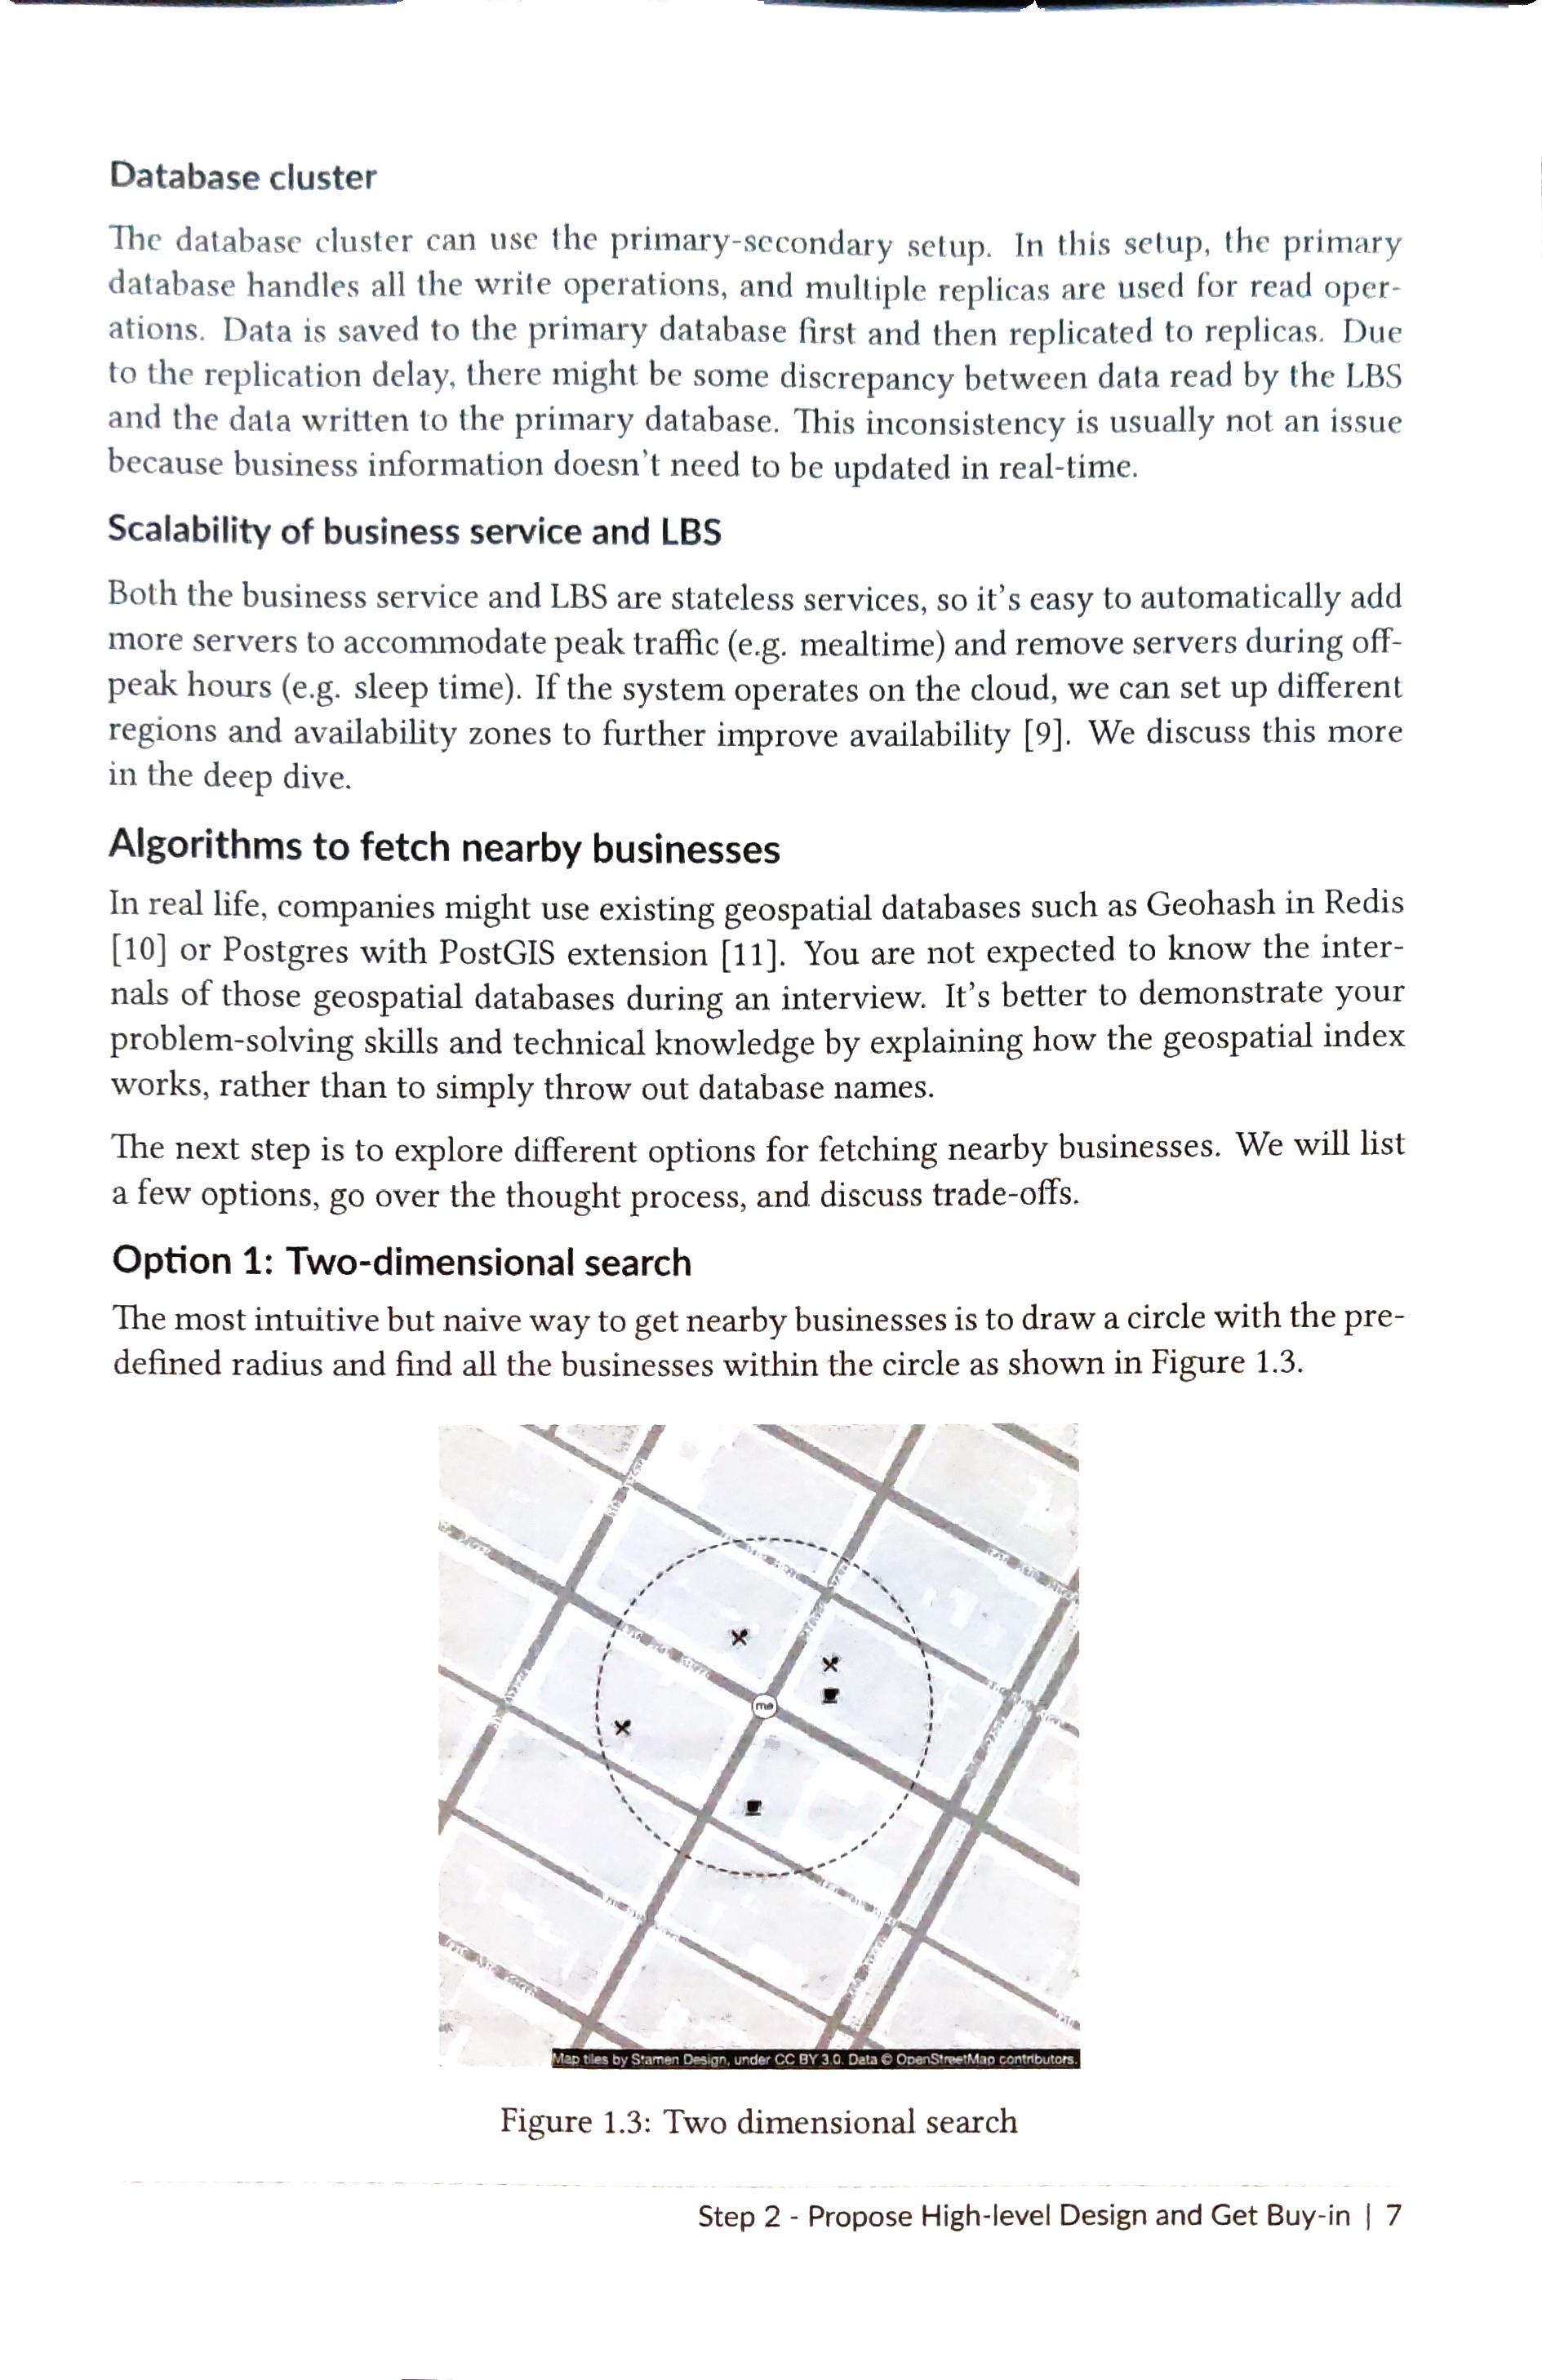 Database cluster
The database cluster can use the primary-secondary setup. In this setup, the primary
database handles all the write operations, and multiple replicas are used for read oper-
ations. Data is saved to the primary database first and then replicated to replicas. Due
to the replication delay, there might be some discrepancy between data read by the LBS
and the data written to the primary database. This inconsistency is usually not an issue
because business information doesn't need to be updated in real-time.
Scalability of business service and LBS
Both the business service and LBS are stateless services, so it's easy to automatically add
more servers to accommodate peak traffic (e.g. mealtime) and remove servers during off-
peak hours (e.g. sleep time). If the system operates on the cloud, we can set up different
regions and availability zones to further improve availability [9]. We discuss this more
in the deep dive.
Algorithms to fetch nearby businesses
In real life, companies might use existing geospatial databases such as Geohash in Redis
[10] or Postgres with PostGIS extension [11]. You are not expected to know the inter-
nals of those geospatial databases during an interview. It's better to demonstrate your
problem-solving skills and technical knowledge by explaining how the geospatial index
works, rather than to simply throw out database names.
The next step is to explore different options for fetching nearby businesses. We will list
a few options, go over the thought process, and discuss trade-offs.
Option 1: Two-dimensional search
The most intuitive but naive way to get nearby businesses is to draw a circle with the pre-
defined radius and find all the businesses within the circle as shown in Figure 1.3.
me
Map tiles by Stamen Design, under CC BY 3.0. Data © OpenStreetMap contributors.
Figure 1.3: Two dimensional search
Step 2 - Propose High-level Design and Get Buy-in | 7